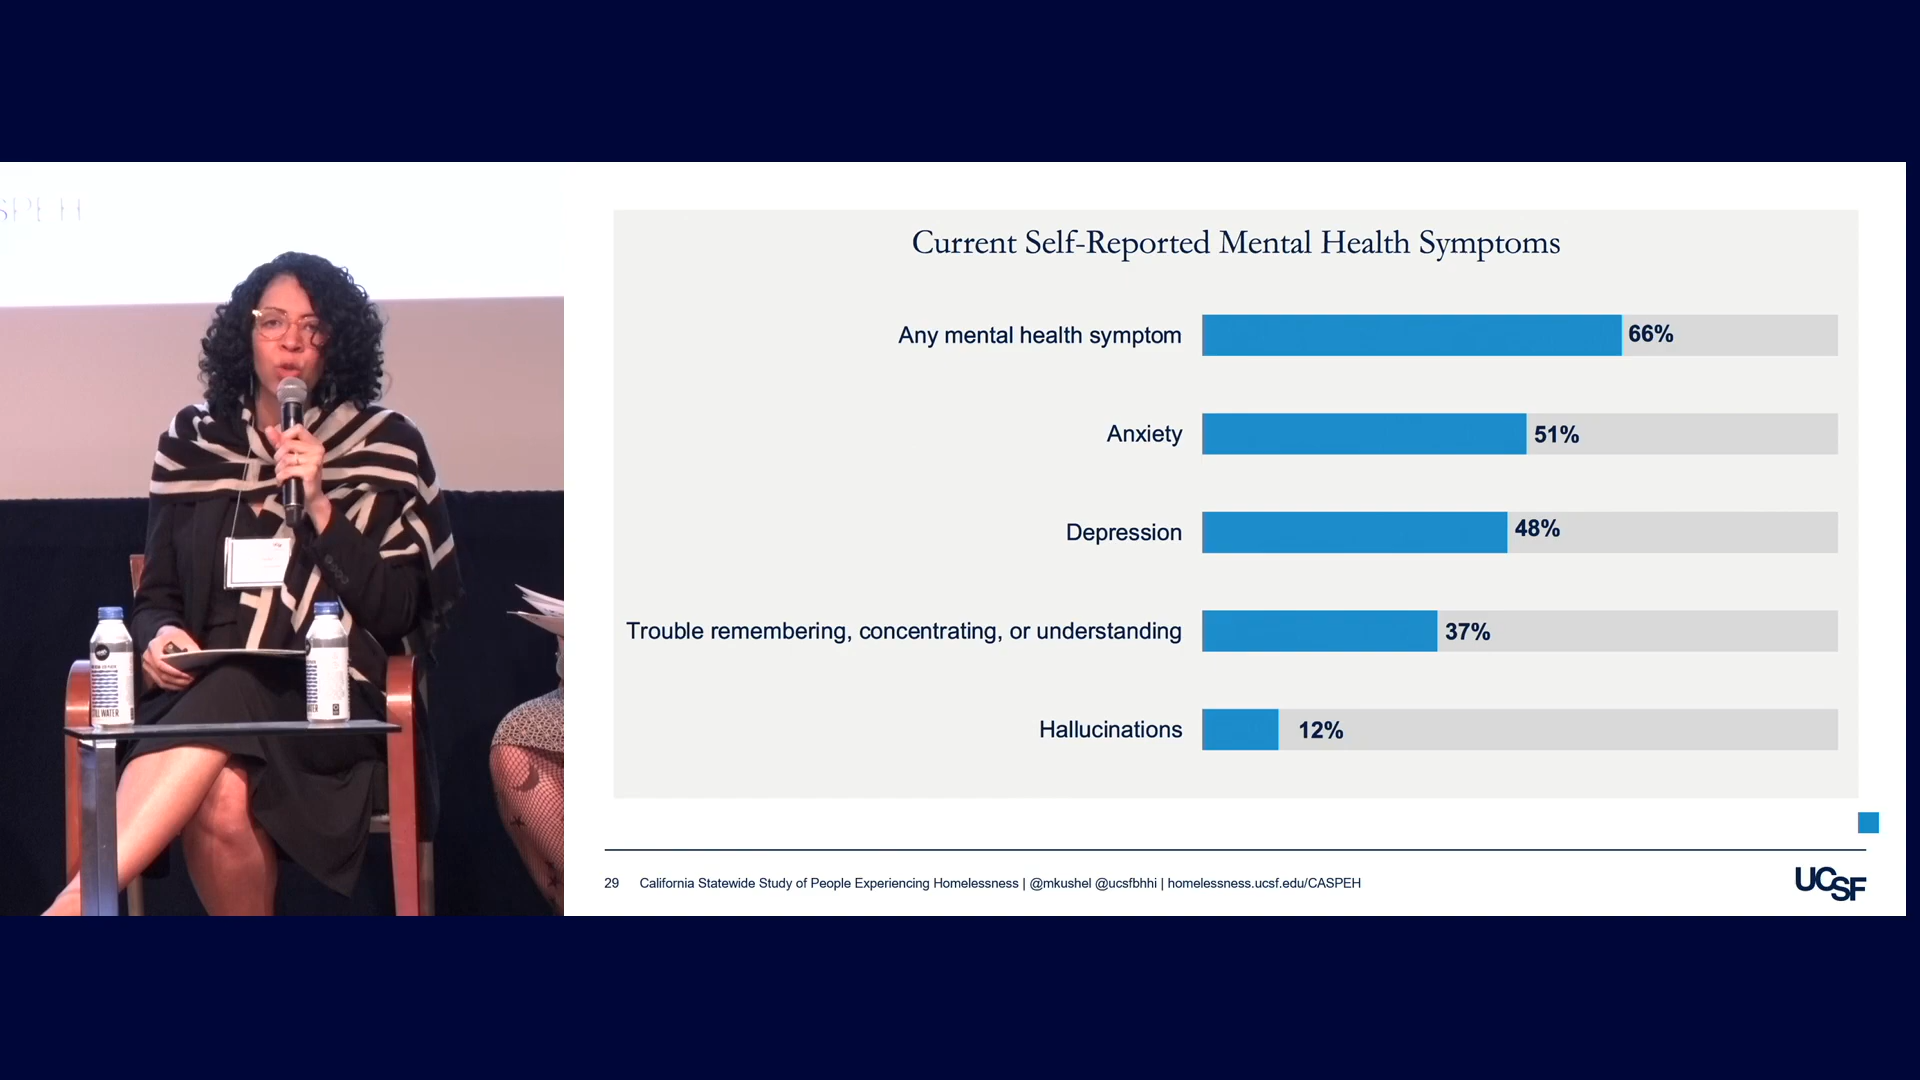 SPEH
Current Self-Reported Mental Health Symptoms
Any mental health symptom 66%
Anxiety 51%
Depression 48%
Trouble remembering, concentrating, or understanding 37%
Hallucinations 12%
29 California Statewide Study of People Experiencing Homelessness | @mkushel @ucsfbhhi | homelessness.ucsf.edu/CASPEH
UCSF
WATER